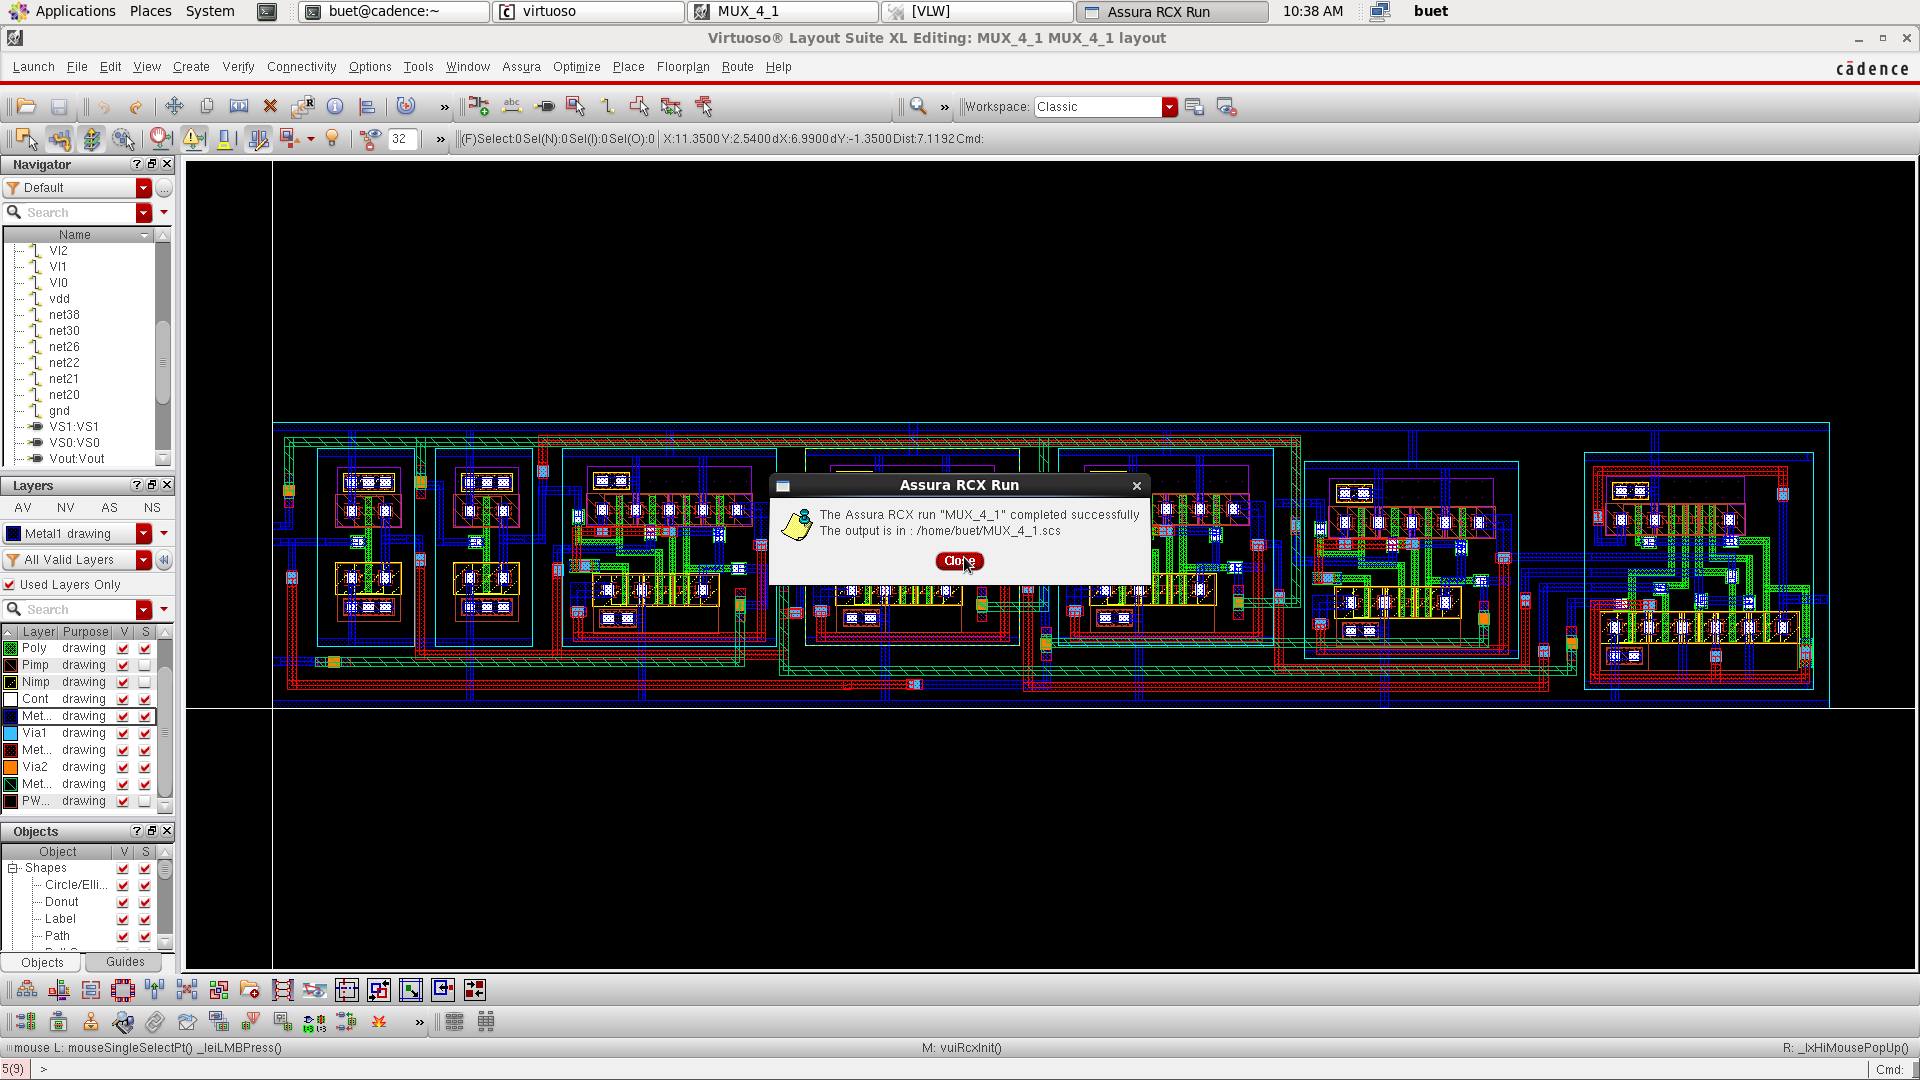 Applications Places System buet@cadence:~ virtuoso MUX_4_1 [VLW] Assura RCX Run 10:38 AM buet
Virtuoso® Layout Suite XL Editing: MUX_4_1 MUX_4_1 layout
Launch File Edit View Create Verify Connectivity Options Tools Window Assura Optimize Place Floorplan Route Help cādence
abc R » » Workspace: Classic
32 » (F)Select:0 Sel(N):0 Sel(I):0 Sel(O):0 X:11.3500 Y:2.5400 dX:6.9900 dY:-1.3500 Dist:7.1192 Cmd:
Navigator
Default
Search
Name
VI2
VI1
VI0
vdd
net38
net30
net26
net22
net21
net20
gnd
VS1:VS1
VS0:VS0
Vout:Vout
Layers
AV NV AS NS
Metal1 drawing
All Valid Layers
Used Layers Only
Search
Layer Purpose V S
Poly drawing
Pimp drawing
Nimp drawing
Cont drawing
Met... drawing
Via1 drawing
Met... drawing
Via2 drawing
Met... drawing
PW... drawing
Objects
Object V S
Shapes
Circle/Elli...
Donut
Label
Path
Objects Guides
Assura RCX Run
The Assura RCX run "MUX_4_1" completed successfully
The output is in : /home/buet/MUX_4_1.scs
Close
»
mouse L: mouseSingleSelectPt() _leiLMBPress() M: vuiRcxInit() R: _lxHiMousePopUp()
5(9) > Cmd: